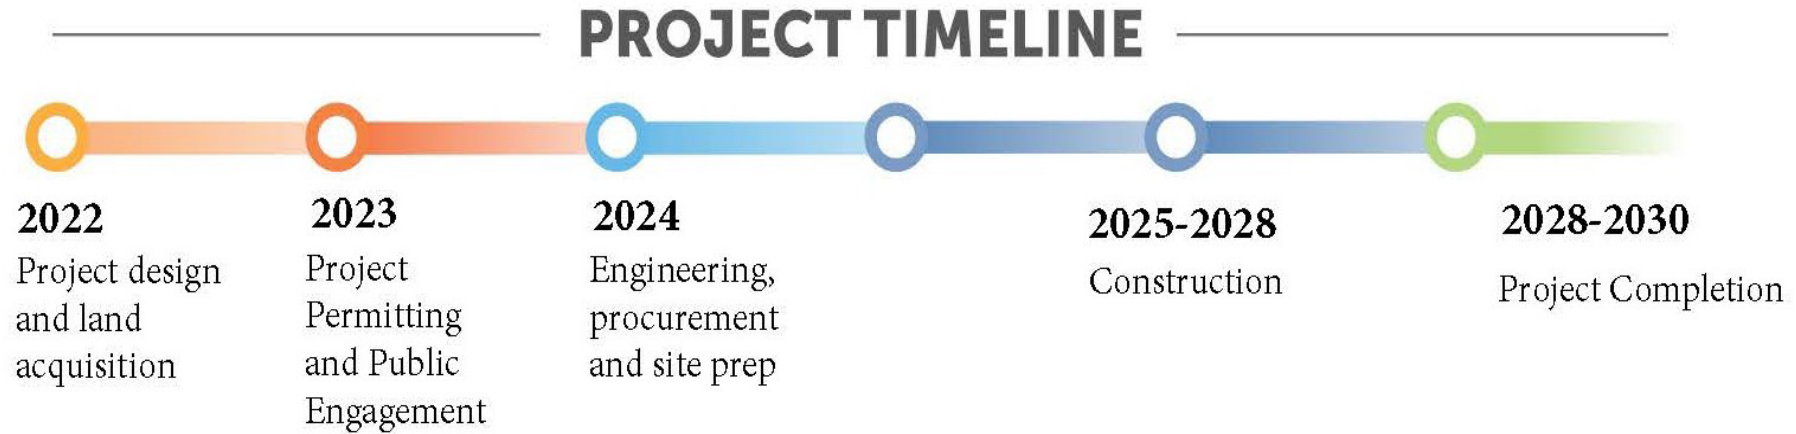 PROJECT TIMELINE
2022
Project design
and land
acquisition
2023
Project
Permitting
and Public
Engagement
2024
Engineering,
procurement
and site prep
2025-2028
Construction
2028-2030
Project Completion